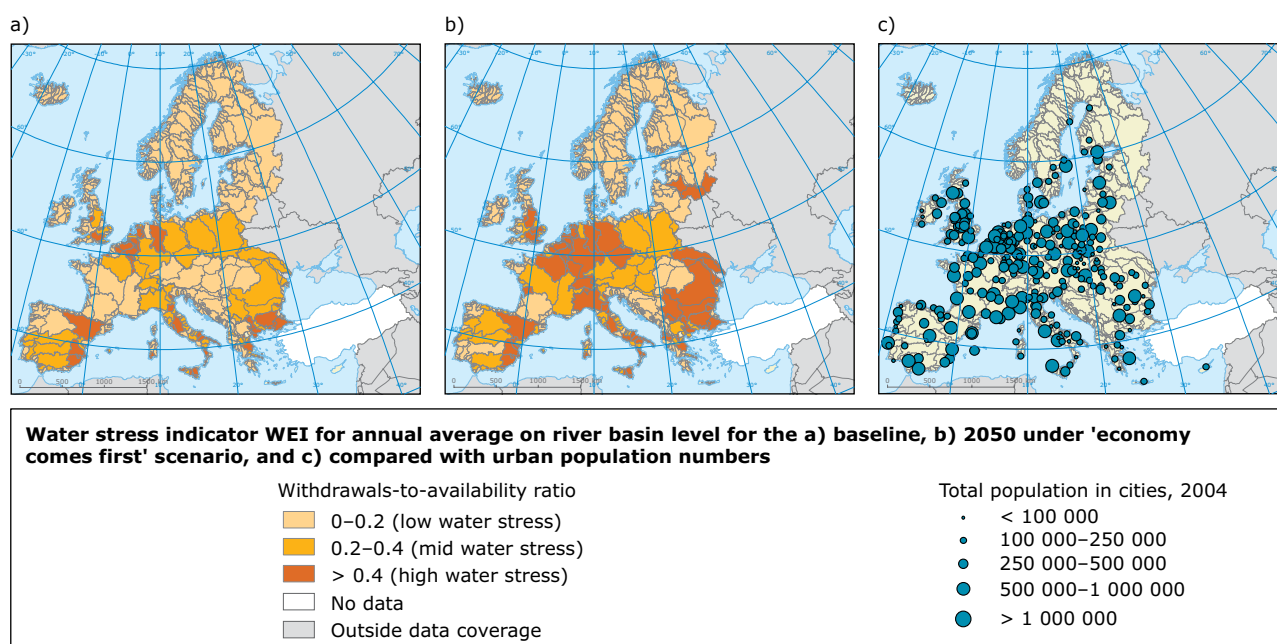 a)
b)
c)
Water stress indicator WEI for annual average on river basin level for the a) baseline, b) 2050 under 'economy
comes first' scenario, and c) compared with urban population numbers
Withdrawals-to-availability ratio
0–0.2 (low water stress)
0.2–0.4 (mid water stress)
> 0.4 (high water stress)
No data
Outside data coverage
Total population in cities, 2004
< 100 000
100 000–250 000
250 000–500 000
500 000–1 000 000
> 1 000 000